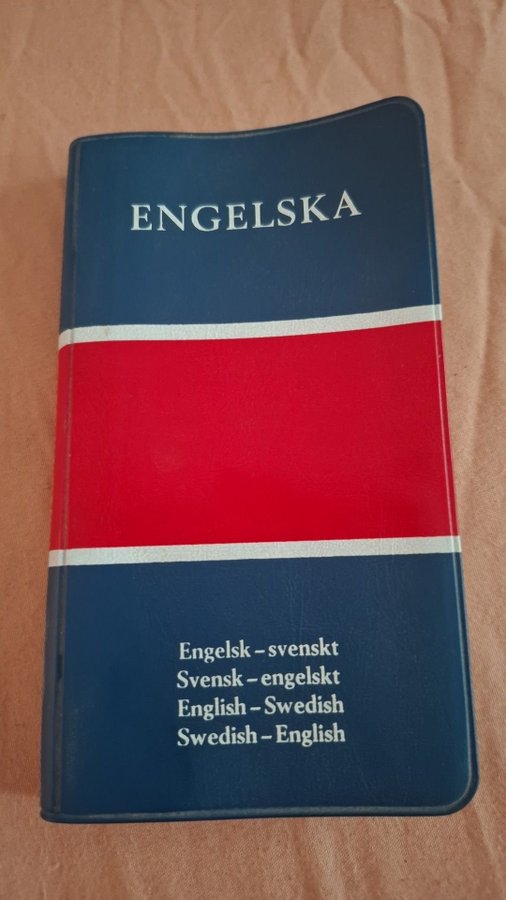 ENGELSKA
Engelsk – svenskt
Svensk – engelskt
English – Swedish
Swedish – English